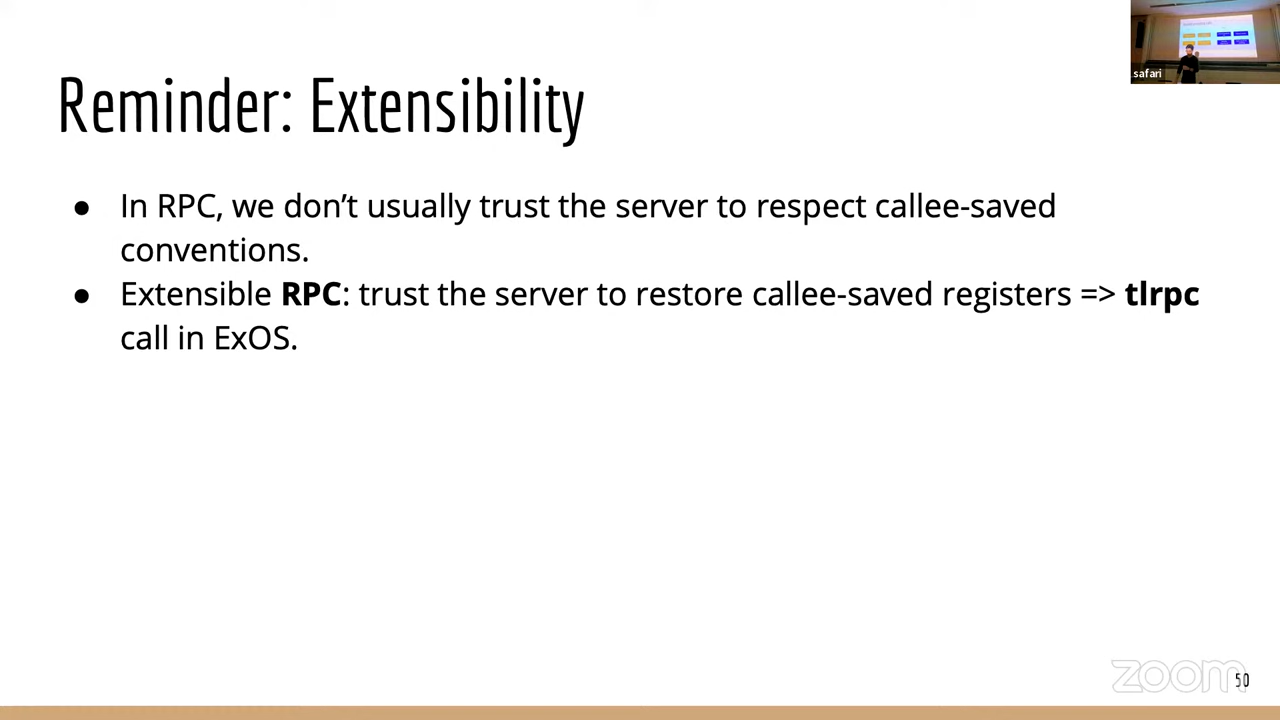 safari
Reminder: Extensibility
● In RPC, we don’t usually trust the server to respect callee-saved
conventions.
● Extensible RPC: trust the server to restore callee-saved registers => tlrpc
call in ExOS.
zoom
50